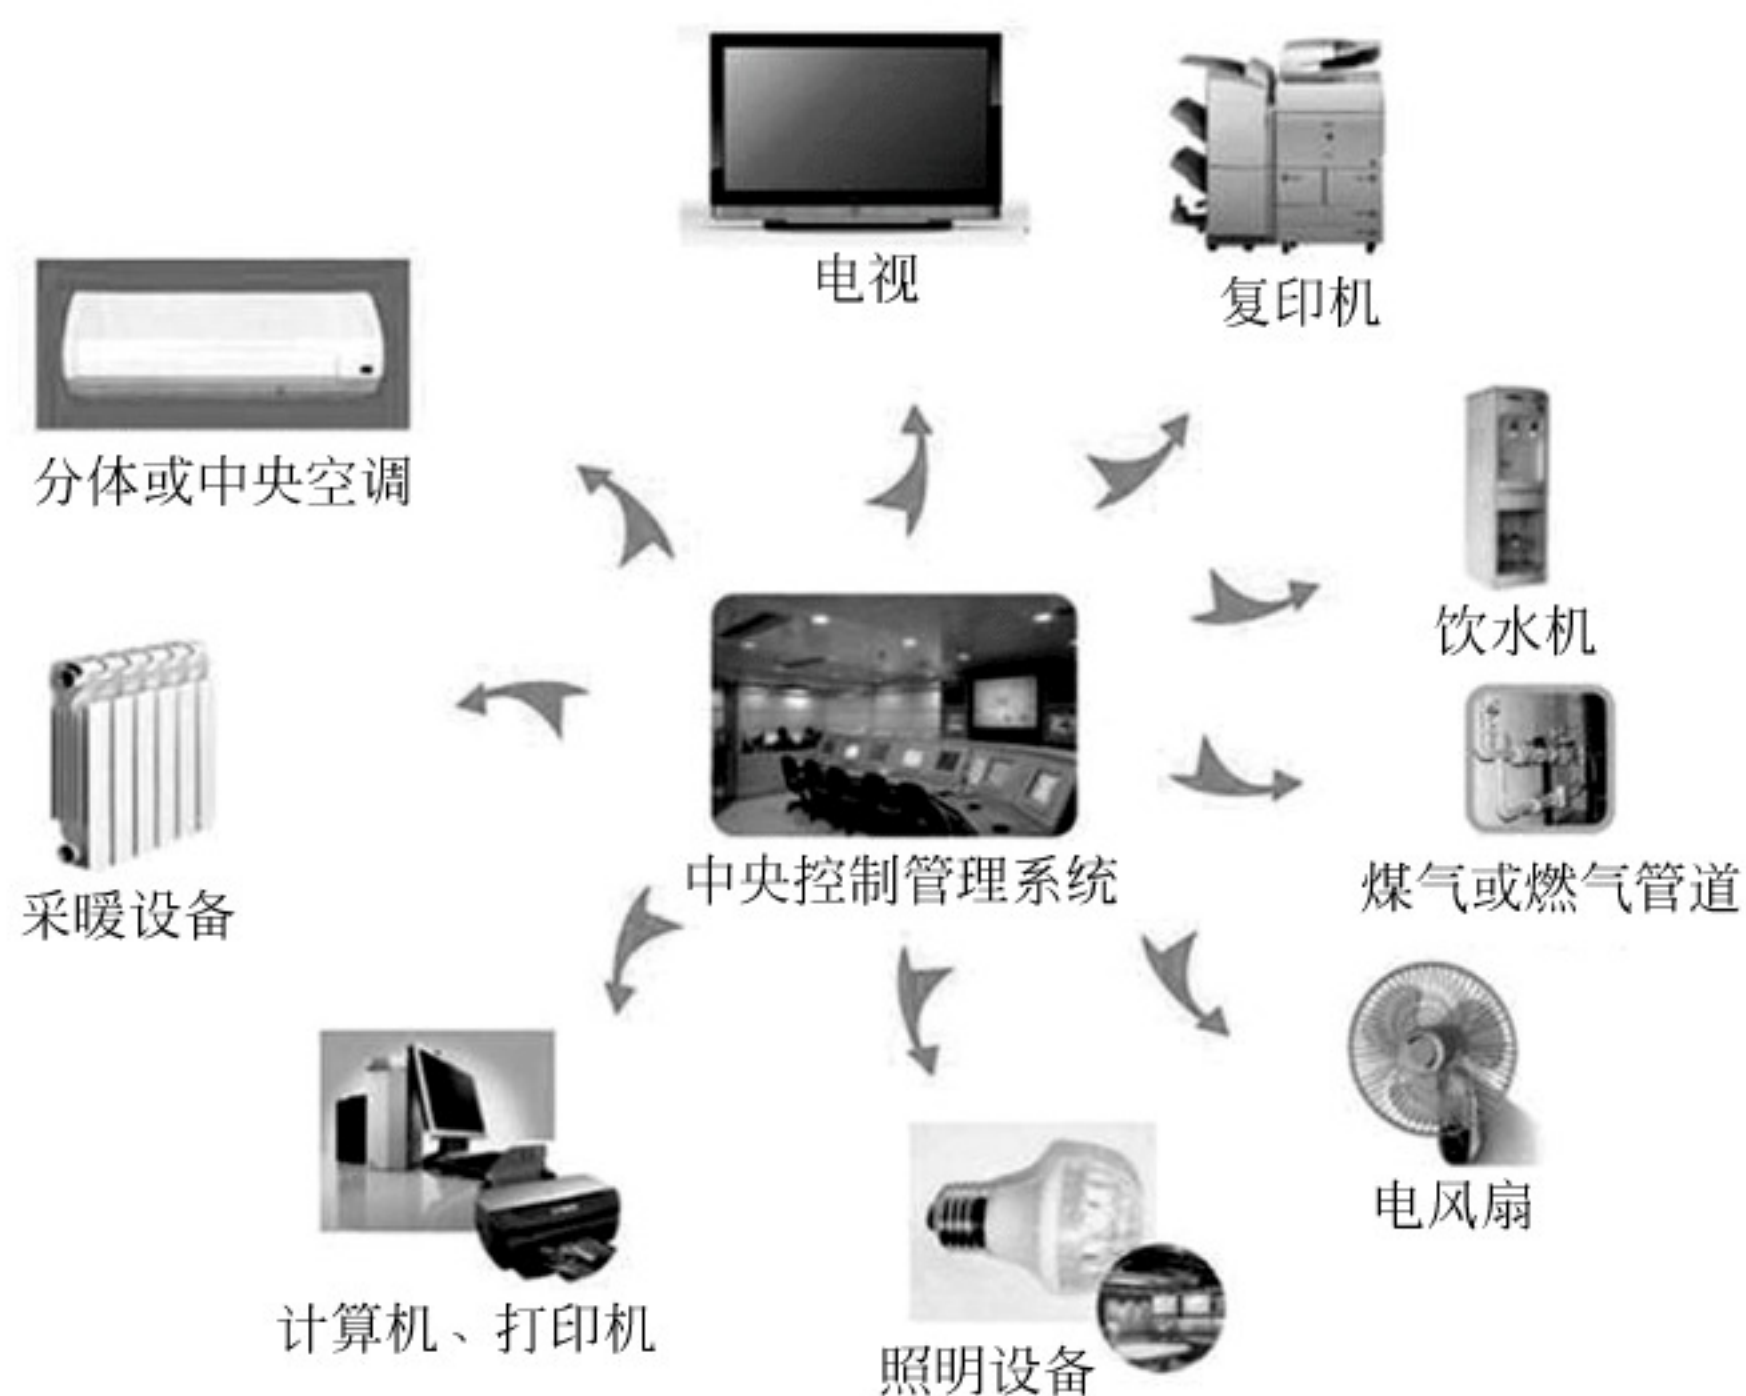 电视
复印机
分体或中央空调
饮水机
中央控制管理系统
煤气或燃气管道
采暖设备
电风扇
计算机、打印机
照明设备